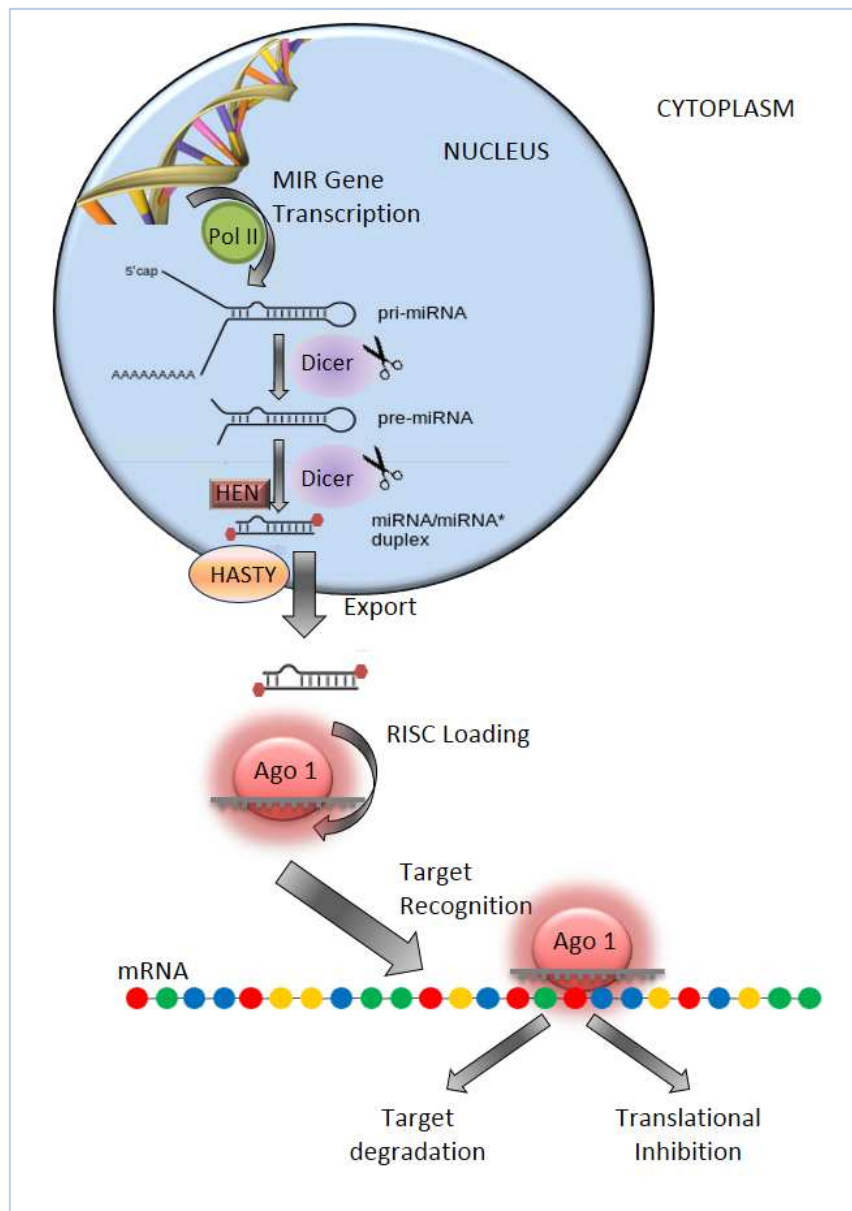 CYTOPLASM
NUCLEUS
MIR Gene
Transcription
Pol II
5'cap
pri-miRNA
AAAAAAAAA
Dicer
pre-miRNA
Dicer
HEN
miRNA/miRNA*
duplex
HASTY
Export
RISC Loading
Ago 1
Target
Recognition
Ago 1
mRNA
Target
degradation
Translational
Inhibition